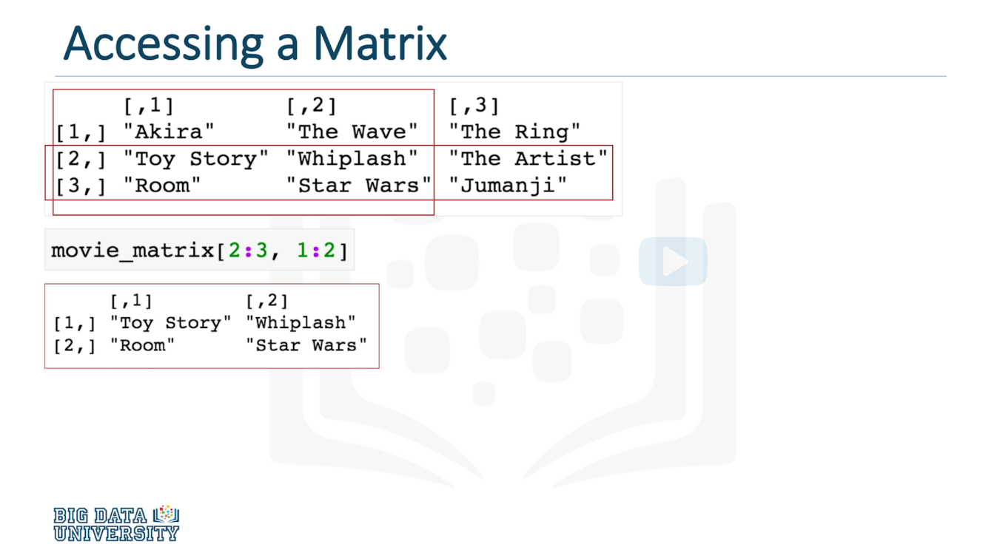 Accessing a Matrix
[,1] [,2] [,3]
[1,] "Akira" "The Wave" "The Ring"
[2,] "Toy Story" "Whiplash" "The Artist"
[3,] "Room" "Star Wars" "Jumanji"
movie_matrix[2:3, 1:2]
[,1] [,2]
[1,] "Toy Story" "Whiplash"
[2,] "Room" "Star Wars"
BIG DATA
UNIVERSITY